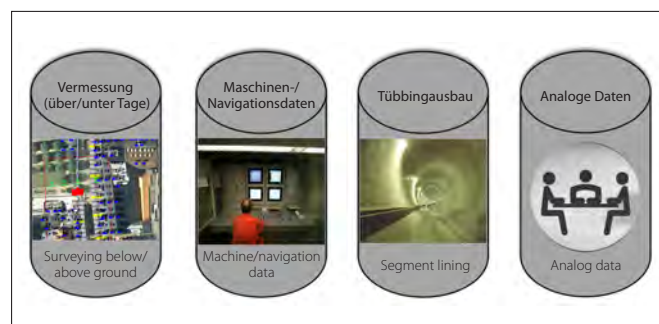 Vermessung
(über/unter Tage)
Surveying below/
above ground
Maschinen-/
Navigationsdaten
Machine/navigation
data
Tübbingausbau
Segment lining
Analoge Daten
Analog data